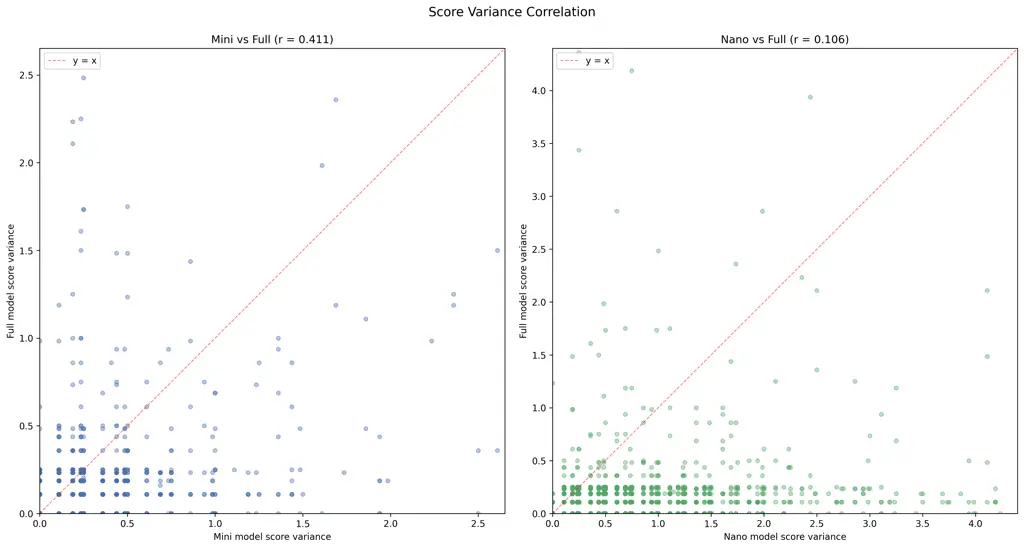 Score Variance Correlation
Mini vs Full (r = 0.411)
y = x
Full model score variance
2.5
2.0
1.5
1.0
0.5
0.0
0.0 0.5 1.0 1.5 2.0 2.5
Mini model score variance
Nano vs Full (r = 0.106)
y = x
Full model score variance
4.0
3.5
3.0
2.5
2.0
1.5
1.0
0.5
0.0
0.0 0.5 1.0 1.5 2.0 2.5 3.0 3.5 4.0
Nano model score variance